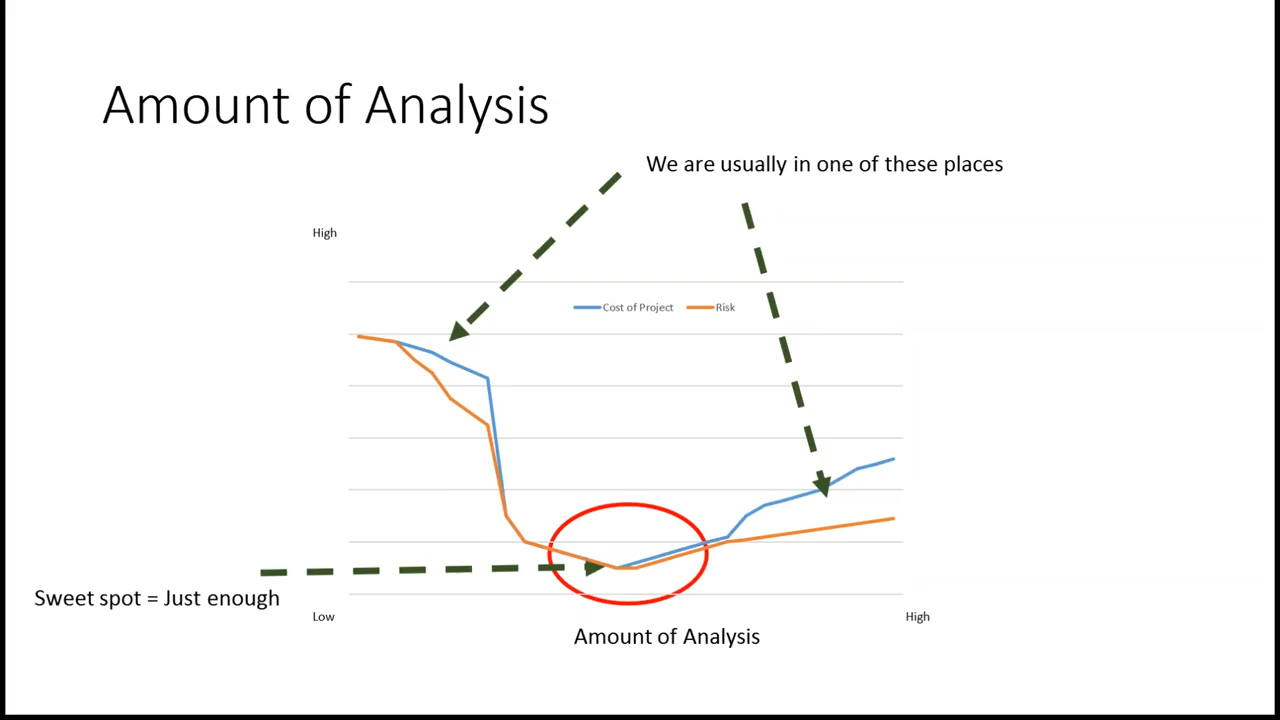 Amount of Analysis
We are usually in one of these places
High
Cost of Project
Risk
Sweet spot = Just enough
Low
High
Amount of Analysis